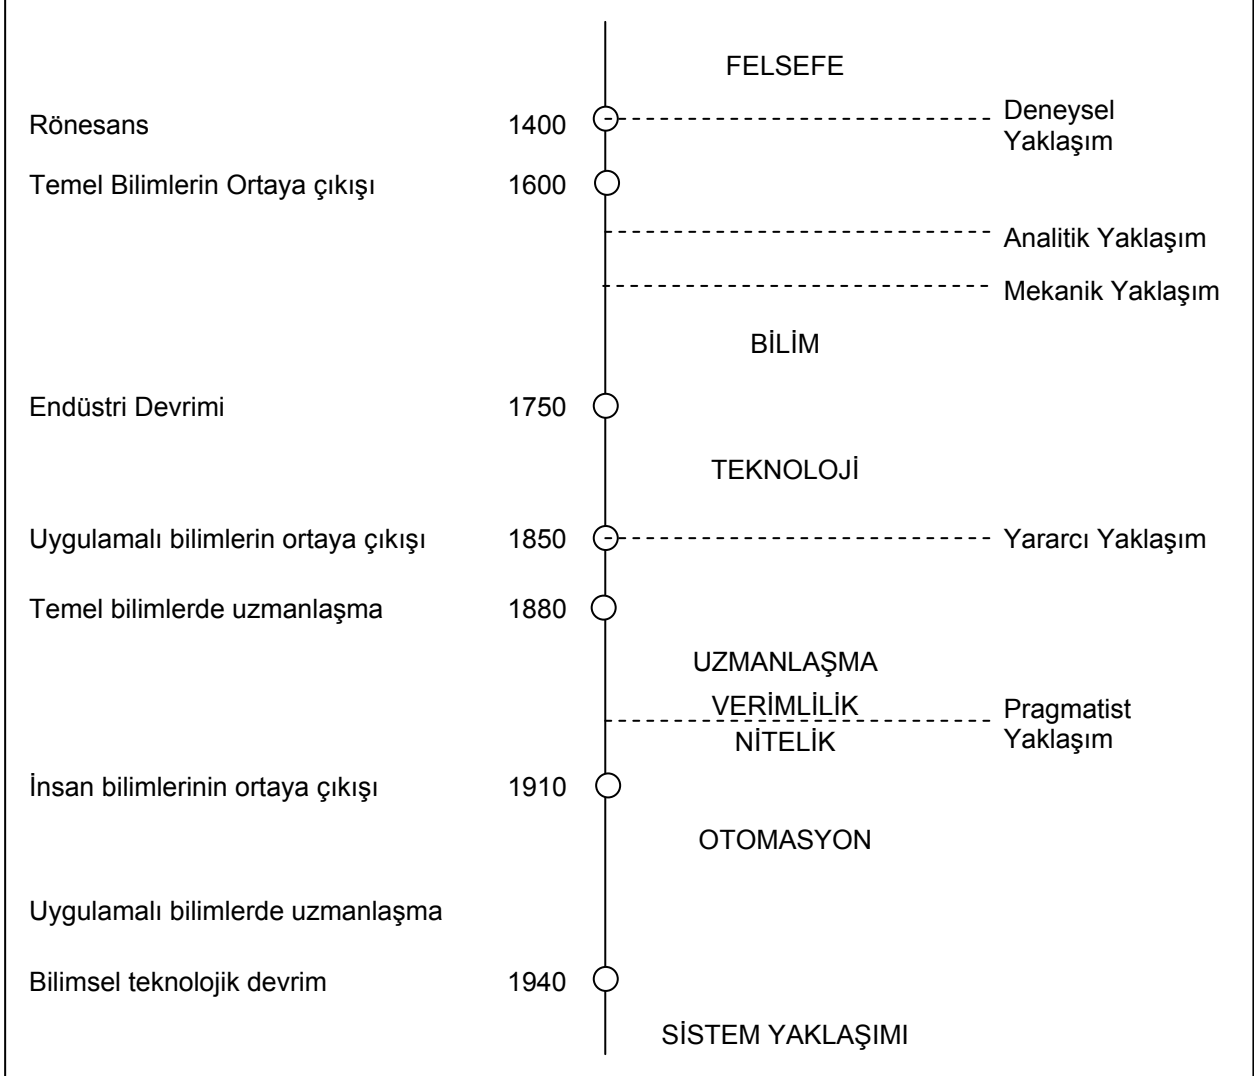 FELSEFE
Rönesans 1400 Deneysel
Yaklaşım
Temel Bilimlerin Ortaya çıkışı 1600
Analitik Yaklaşım
Mekanik Yaklaşım
BİLİM
Endüstri Devrimi 1750
TEKNOLOJİ
Uygulamalı bilimlerin ortaya çıkışı 1850 Yararcı Yaklaşım
Temel bilimlerde uzmanlaşma 1880
UZMANLAŞMA
VERİMLİLİK Pragmatist
NİTELİK Yaklaşım
İnsan bilimlerinin ortaya çıkışı 1910
OTOMASYON
Uygulamalı bilimlerde uzmanlaşma
Bilimsel teknolojik devrim 1940
SİSTEM YAKLAŞIMI